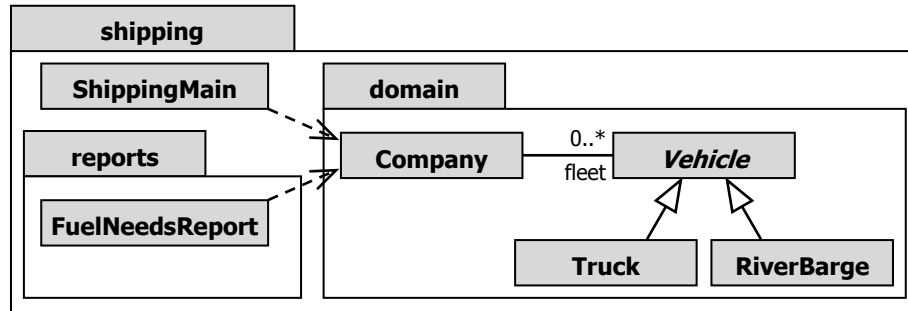 shipping
ShippingMain
domain
reports
Company
0..*
fleet
Vehicle
FuelNeedsReport
Truck
RiverBarge